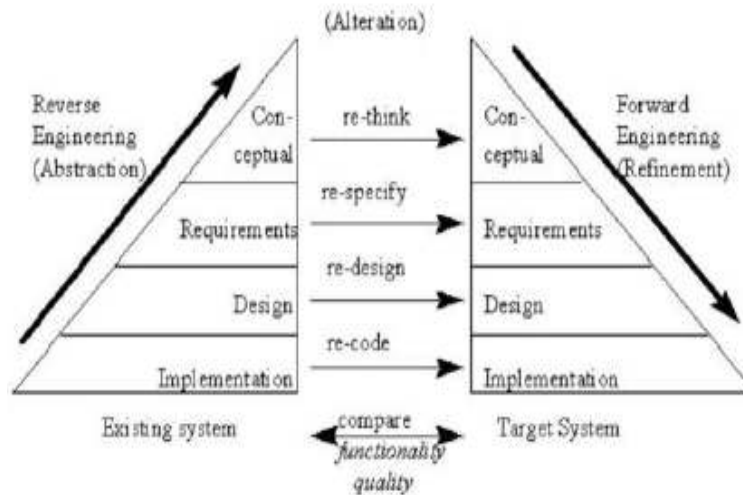 (Alteration)
Reverse
Engineering
(Abstraction)
Con-
ceptual
re-think
Con-
ceptual
Forward
Engineering
(Refinement)
re-specify
Requirements
Requirements
re-design
Design
Design
re-code
Implementation
Implementation
Existing system
compare
functionality
quality
Target System